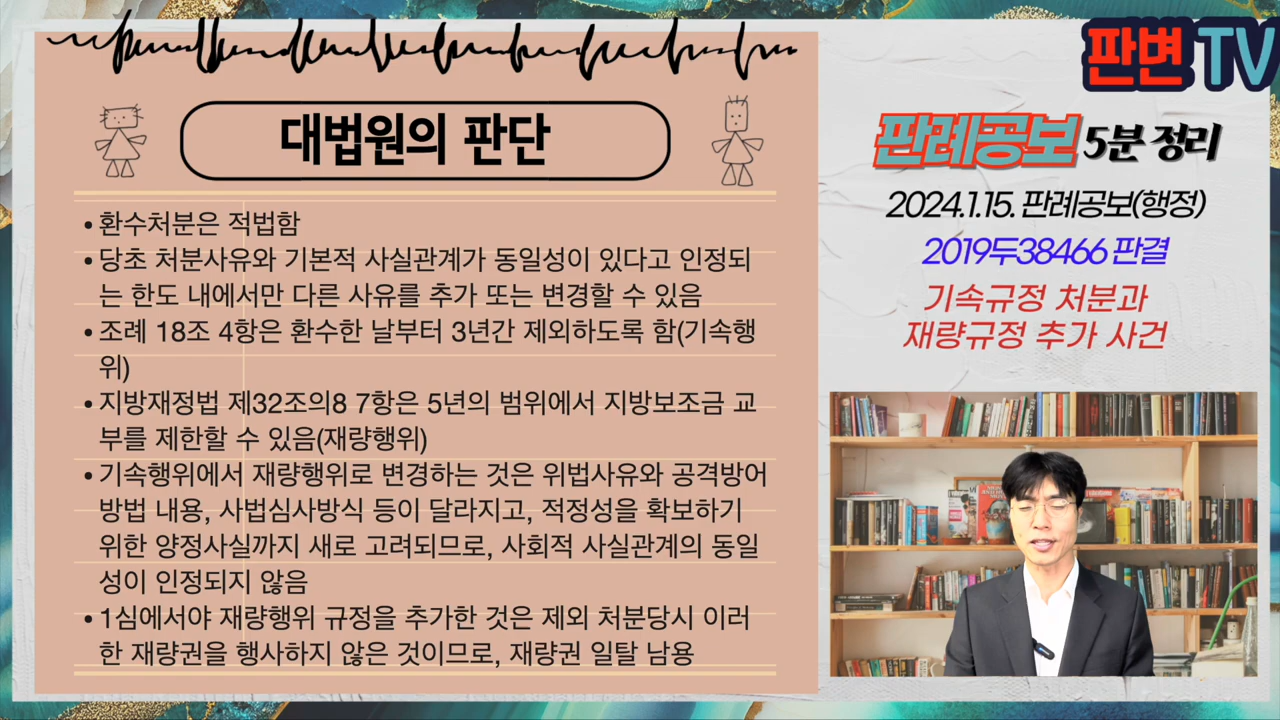 판변 TV
대법원의 판단
판례공보 5분 정리
2024.1.15. 판례공보(행정)
2019두38466 판결
기속규정 처분과
재량규정 추가 사건
• 환수처분은 적법함
• 당초 처분사유와 기본적 사실관계가 동일성이 있다고 인정되
는 한도 내에서만 다른 사유를 추가 또는 변경할 수 있음
• 조례 18조 4항은 환수한 날부터 3년간 제외하도록 함(기속행
위)
• 지방재정법 제32조의8 7항은 5년의 범위에서 지방보조금 교
부를 제한할 수 있음(재량행위)
• 기속행위에서 재량행위로 변경하는 것은 위법사유와 공격방어
방법 내용, 사법심사방식 등이 달라지고, 적정성을 확보하기
위한 양정사실까지 새로 고려되므로, 사회적 사실관계의 동일
성이 인정되지 않음
• 1심에서야 재량행위 규정을 추가한 것은 제외 처분당시 이러
한 재량권을 행사하지 않은 것이므로, 재량권 일탈 남용